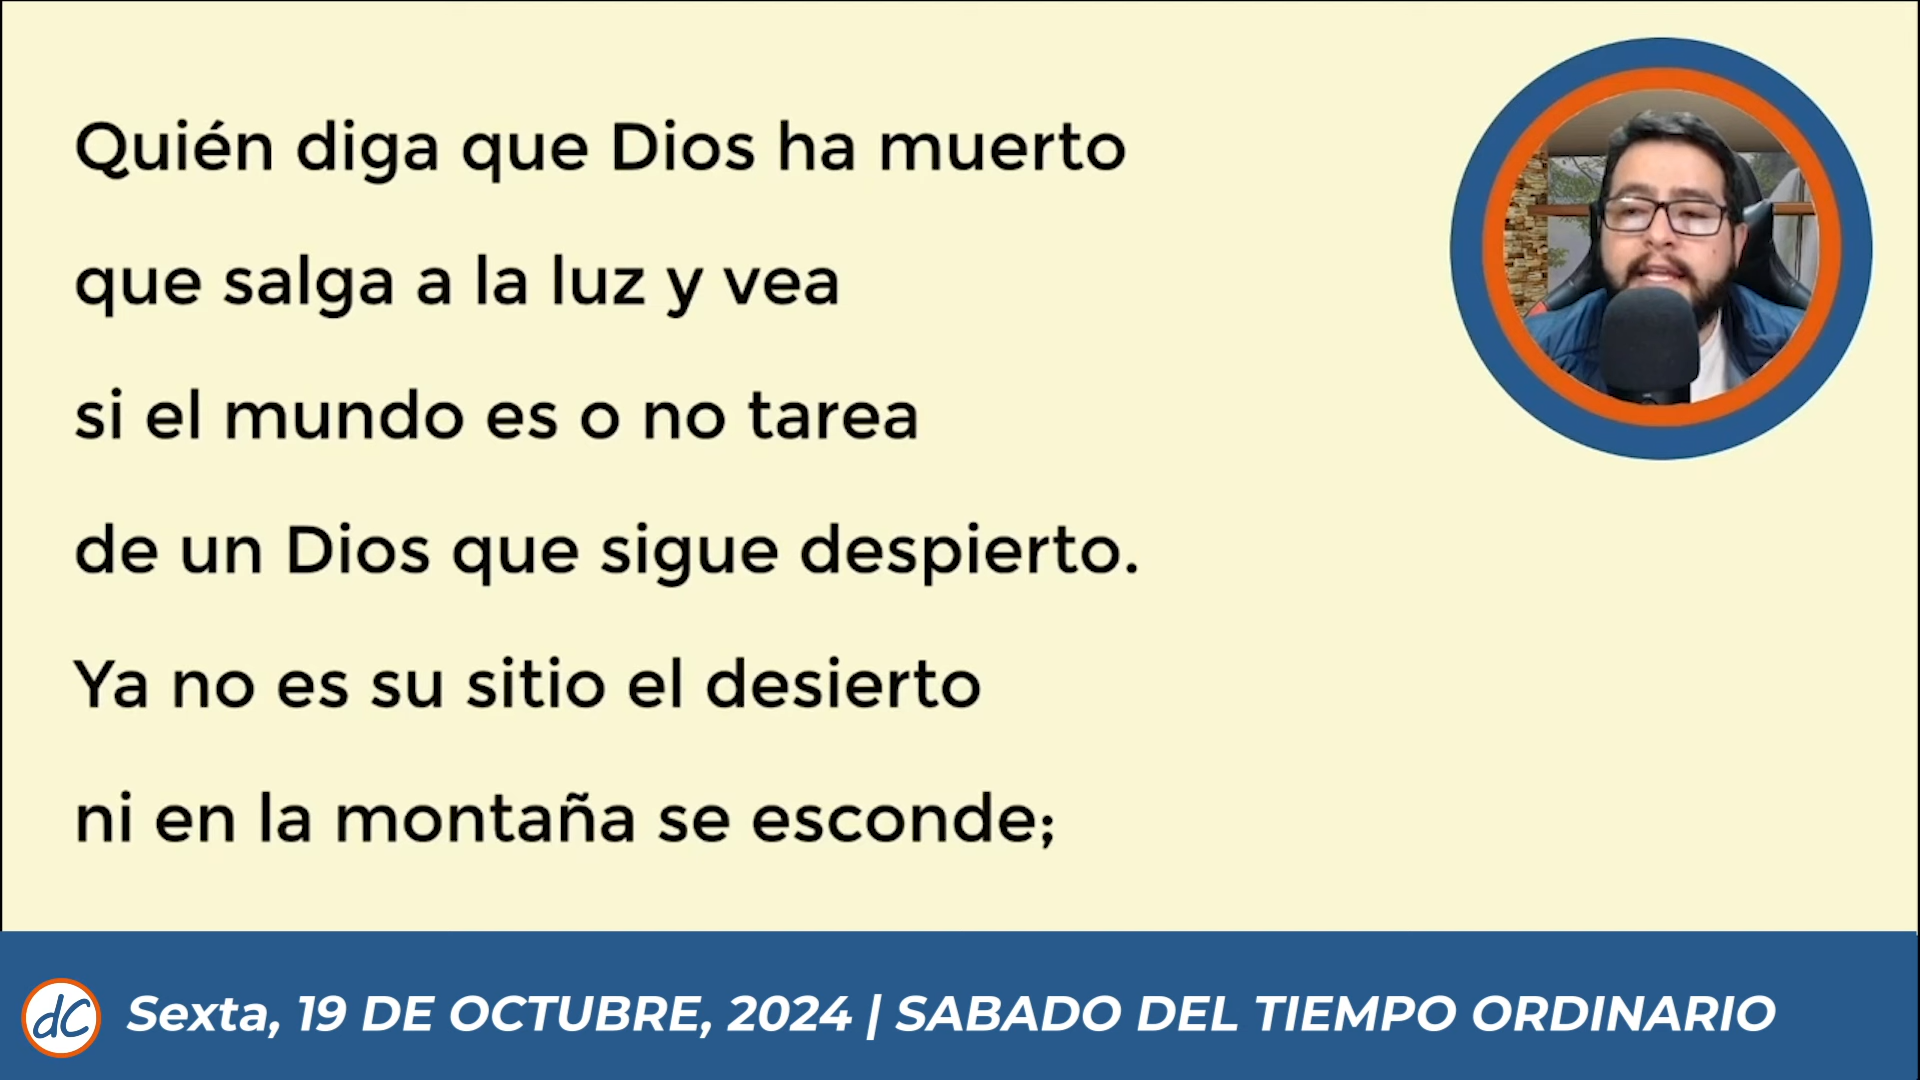 Quién diga que Dios ha muerto
que salga a la luz y vea
si el mundo es o no tarea
de un Dios que sigue despierto.
Ya no es su sitio el desierto
ni en la montaña se esconde;
dC Sexta, 19 DE OCTUBRE, 2024 | SABADO DEL TIEMPO ORDINARIO